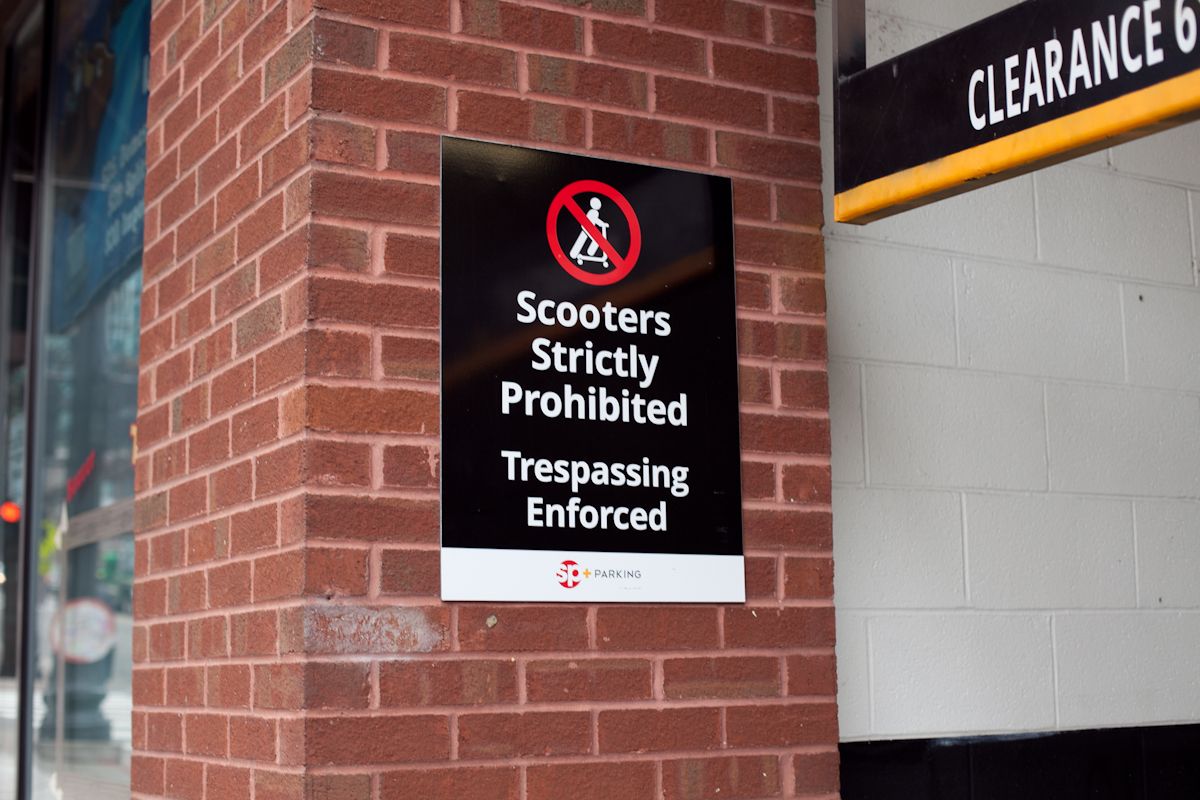 CLEARANCE 6
Scooters
Strictly
Prohibited
Trespassing
Enforced
sp+ PARKING